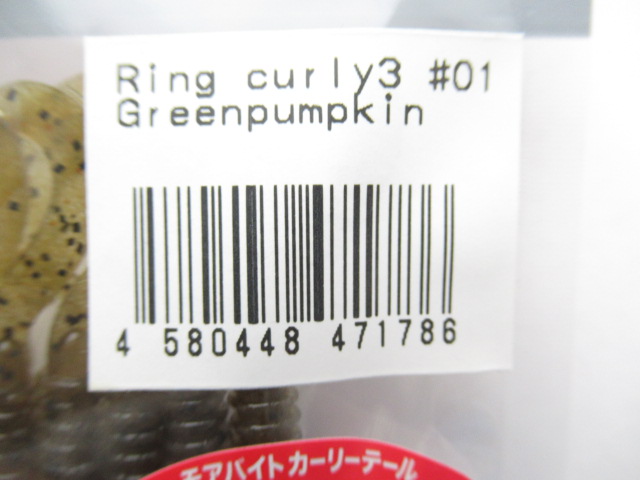 Ring curly3 #01
Greenpumpkin
4 580448 471786
モアバイトカーリーテール